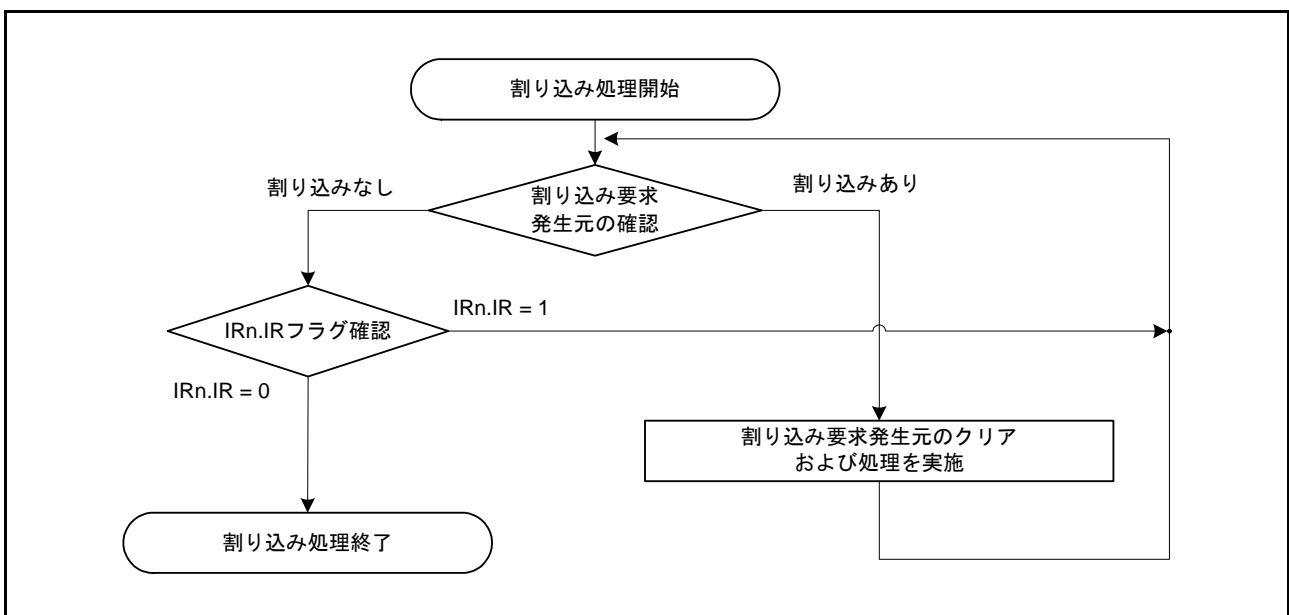 割り込み処理開始
割り込みなし
割り込み要求
発生元の確認
割り込みあり
IRn.IRフラグ確認
IRn.IR = 1
IRn.IR = 0
割り込み要求発生元のクリア
および処理を実施
割り込み処理終了